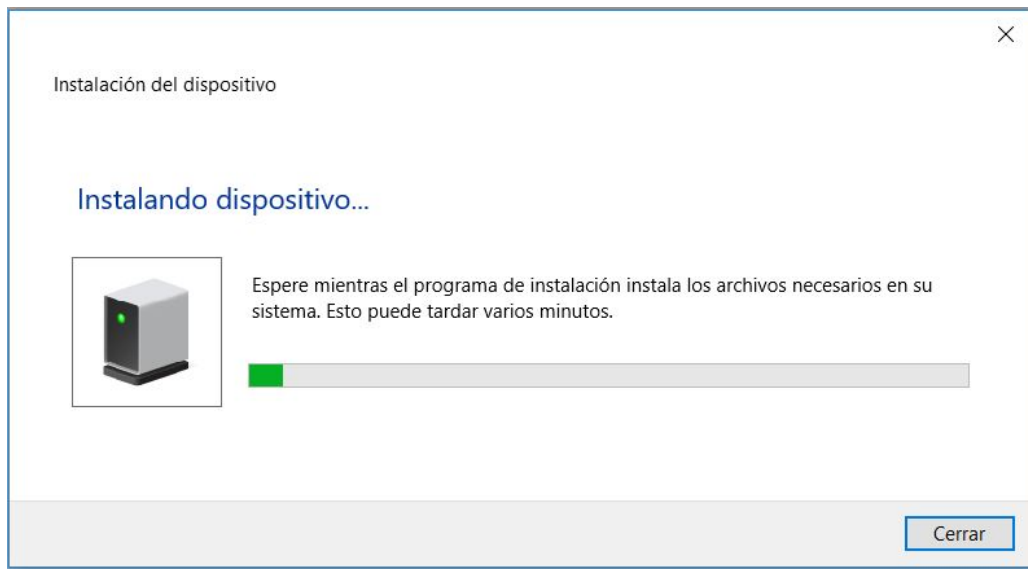 Instalación del dispositivo
Instalando dispositivo...
Espere mientras el programa de instalación instala los archivos necesarios en su
sistema. Esto puede tardar varios minutos.
Cerrar